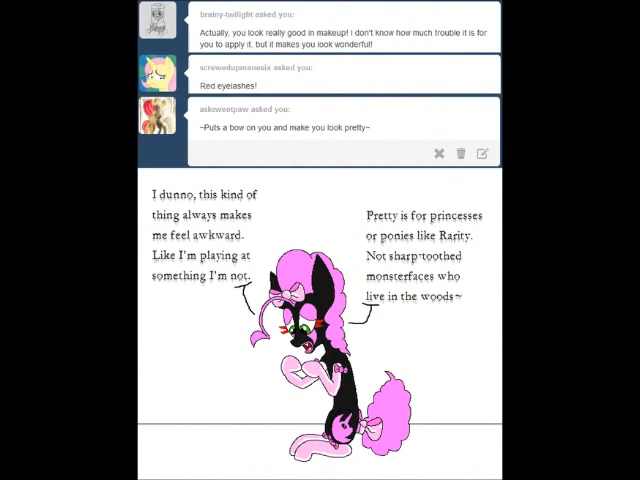 brainy-twilight asked you:
Actually, you look really good in makeup! I don't know how much trouble it is for
you to apply it, but it makes you look wonderful!
screwedupmanesix asked you:
Red eyelashes!
asksweetpaw asked you:
~Puts a bow on you and make you look pretty~
I dunno, this kind of
thing always makes
me feel awkward.
Like I'm playing at
something I'm not.
Pretty is for princesses
or ponies like Rarity.
Not sharp-toothed
monsterfaces who
live in the woods~